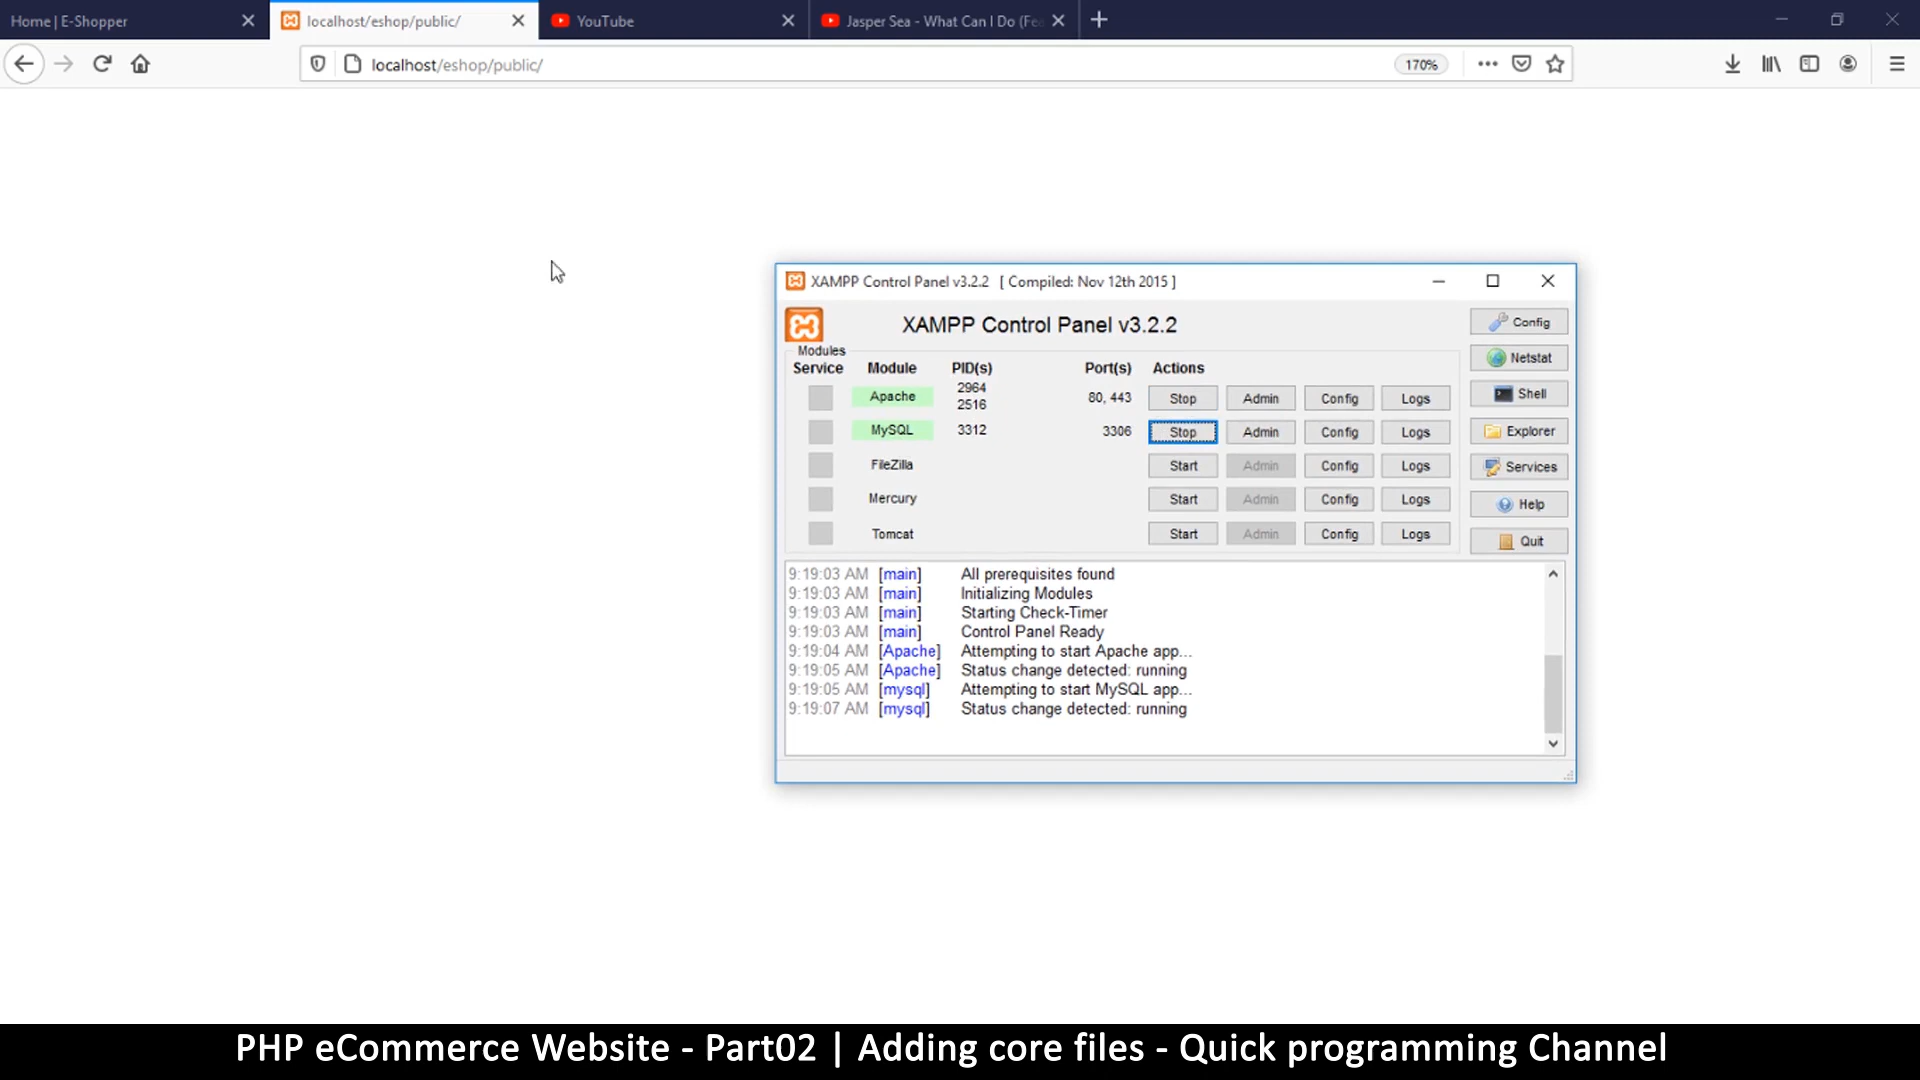 Home | E-Shopper
localhost/eshop/public/
YouTube
Jasper Sea - What Can I Do (Fea
localhost/eshop/public/
170%
XAMPP Control Panel v3.2.2 [ Compiled: Nov 12th 2015 ]
XAMPP Control Panel v3.2.2
Config
Modules
Netstat
Service Module PID(s) Port(s) Actions
Apache 2964 2516 80, 443 Stop Admin Config Logs
Shell
MySQL 3312 3306 Stop Admin Config Logs
Explorer
FileZilla Start Admin Config Logs
Services
Mercury Start Admin Config Logs
Help
Tomcat Start Admin Config Logs
Quit
9:19:03 AM [main] All prerequisites found
9:19:03 AM [main] Initializing Modules
9:19:03 AM [main] Starting Check-Timer
9:19:03 AM [main] Control Panel Ready
9:19:04 AM [Apache] Attempting to start Apache app...
9:19:05 AM [Apache] Status change detected: running
9:19:05 AM [mysql] Attempting to start MySQL app...
9:19:07 AM [mysql] Status change detected: running
PHP eCommerce Website - Part02 | Adding core files - Quick programming Channel